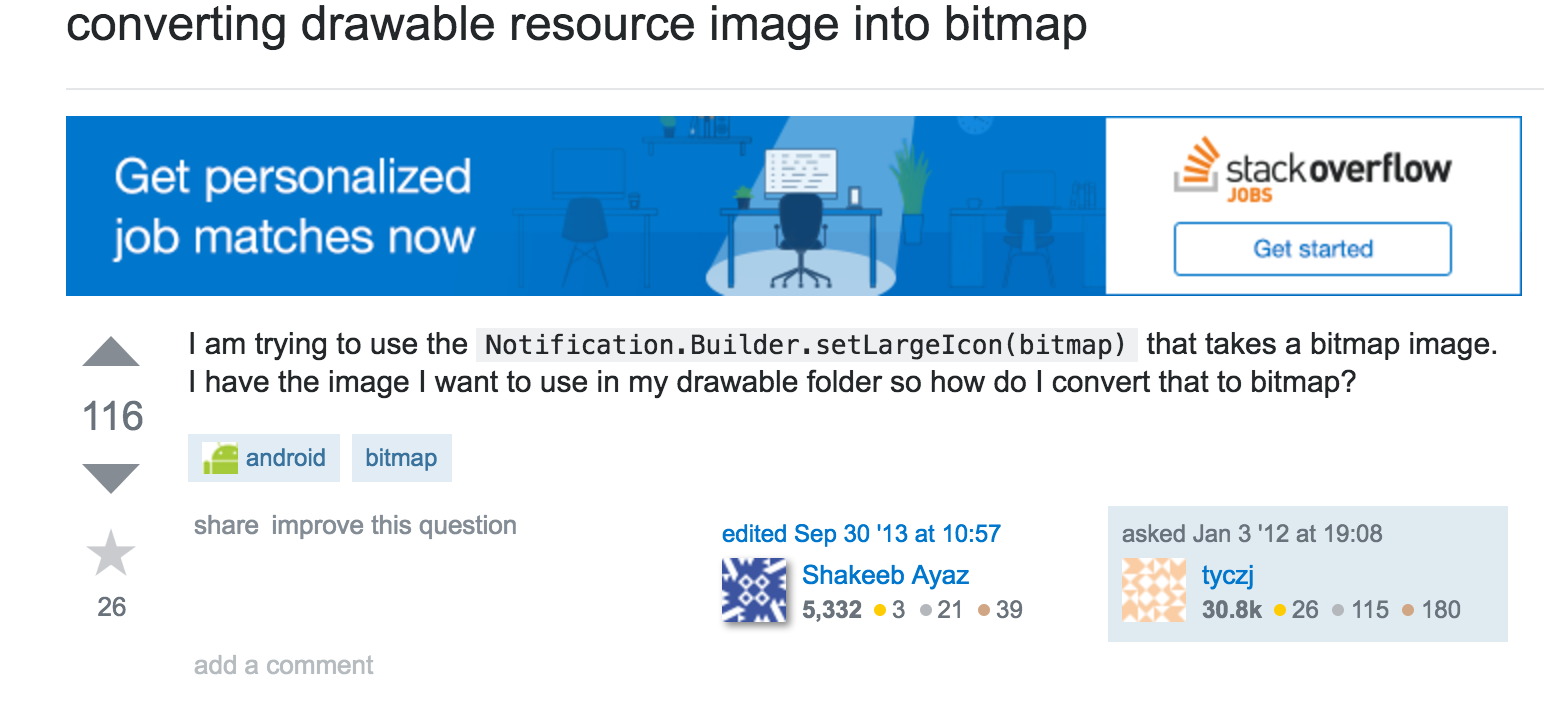 converting drawable resource image into bitmap
Get personalized
job matches now
stackoverflow
JOBS
Get started
I am trying to use the Notification.Builder.setLargeIcon(bitmap) that takes a bitmap image.
I have the image I want to use in my drawable folder so how do I convert that to bitmap?
116
android bitmap
share improve this question
26
edited Sep 30 '13 at 10:57
Shakeeb Ayaz
5,332 3 21 39
asked Jan 3 '12 at 19:08
tyczj
30.8k 26 115 180
add a comment